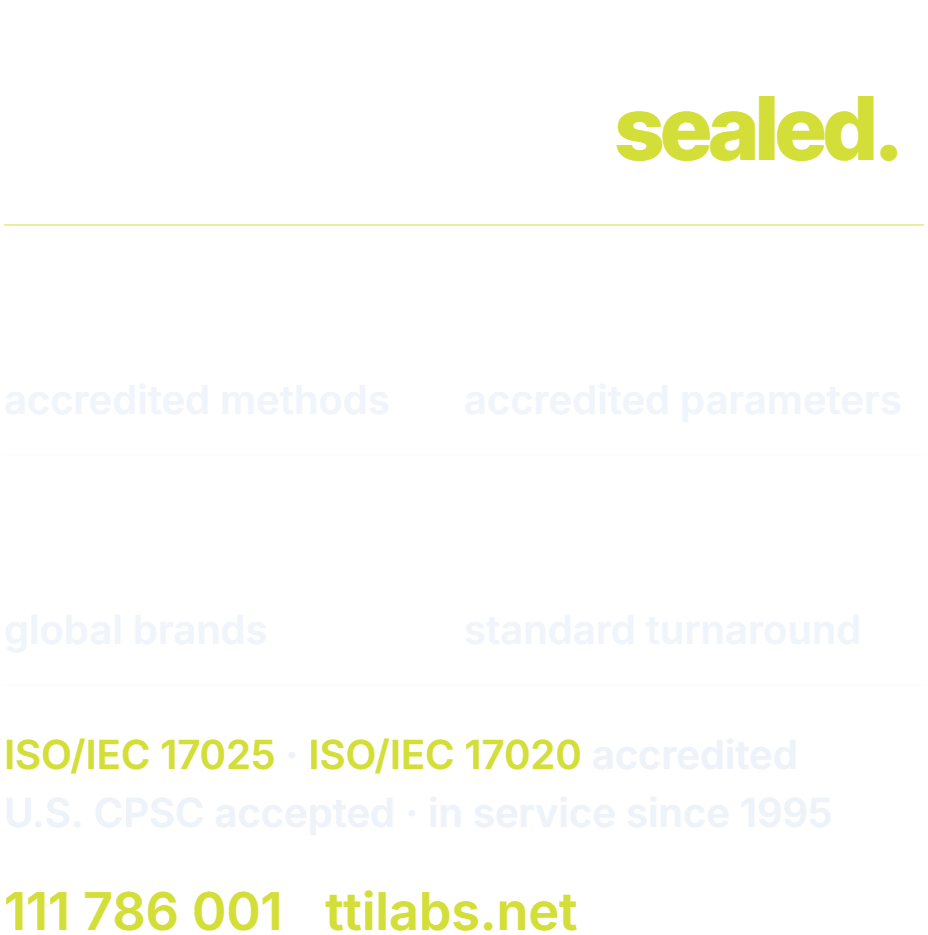 sealed.
accredited methods accredited parameters
global brands standard turnaround
ISO/IEC 17025 · ISO/IEC 17020 accredited
U.S. CPSC accepted · in service since 1995
111 786 001 ttilabs.net